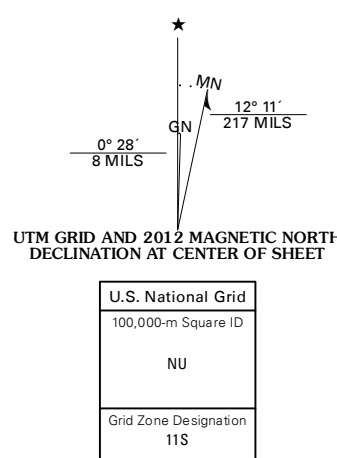 ★
MN
GN
12° 11´
217 MILS
0° 28´
8 MILS
UTM GRID AND 2012 MAGNETIC NORTH
DECLINATION AT CENTER OF SHEET
U.S. National Grid
100,000-m Square ID
NU
Grid Zone Designation
11S